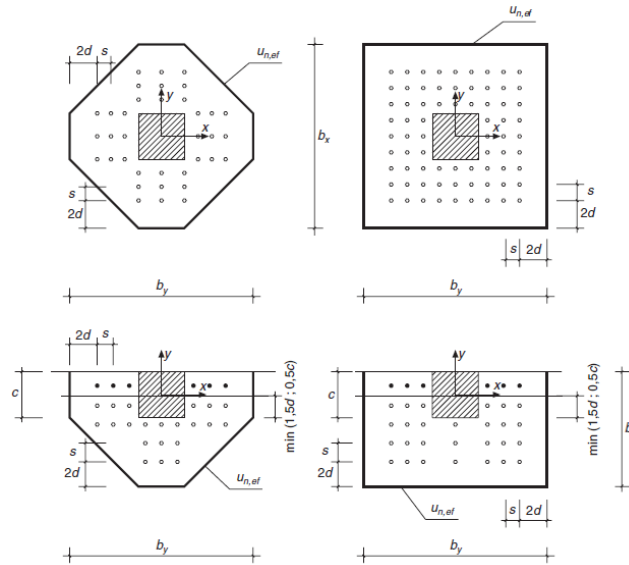 u_{n,ef}
2d
s
u_{n,ef}
y
x
y
x
b_x
s
2d
s
2d
s
2d
b_y
b_y
2d
s
y
x
c
min (1,5d ; 0,5c)
s
2d
u_{n,ef}
b_y
y
x
c
min (1,5d ; 0,5c)
b
s
2d
s
2d
u_{n,ef}
b_y